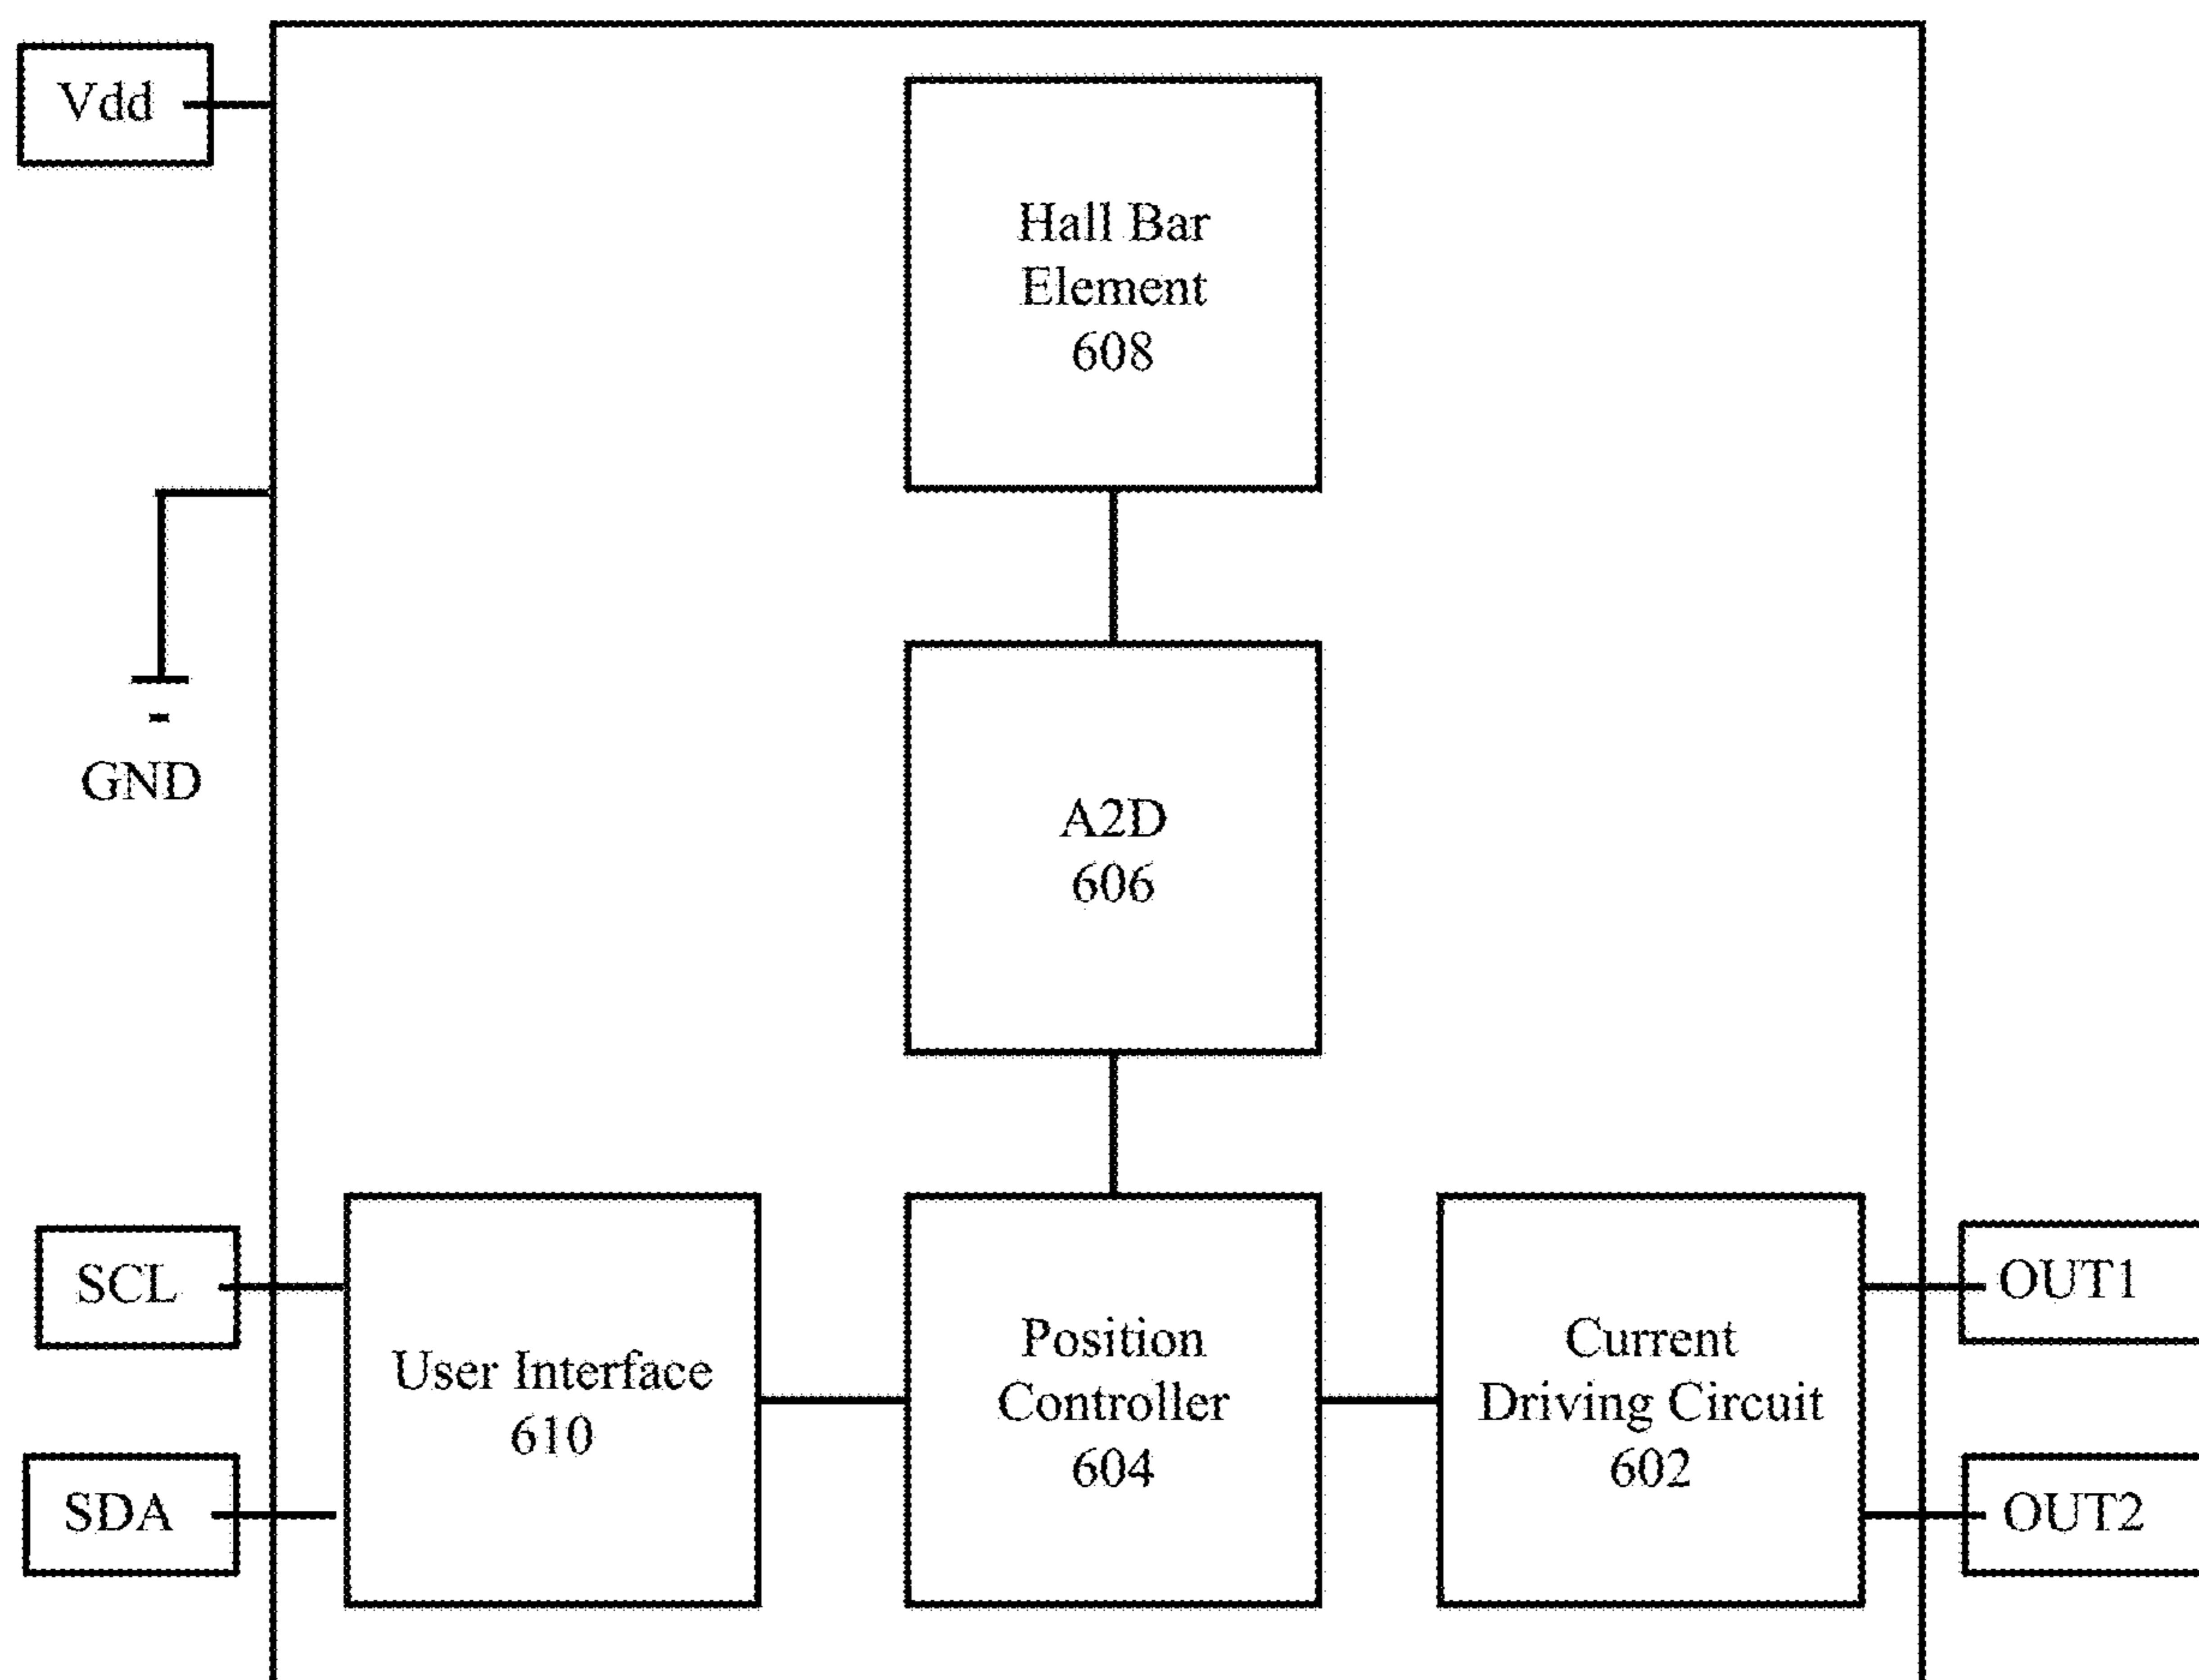 Vdd
Hall Bar
Element
608
GND
A2D
606
SCL
SDA
User Interface
610
Position
Controller
604
Current
Driving Circuit
602
OUT1
OUT2